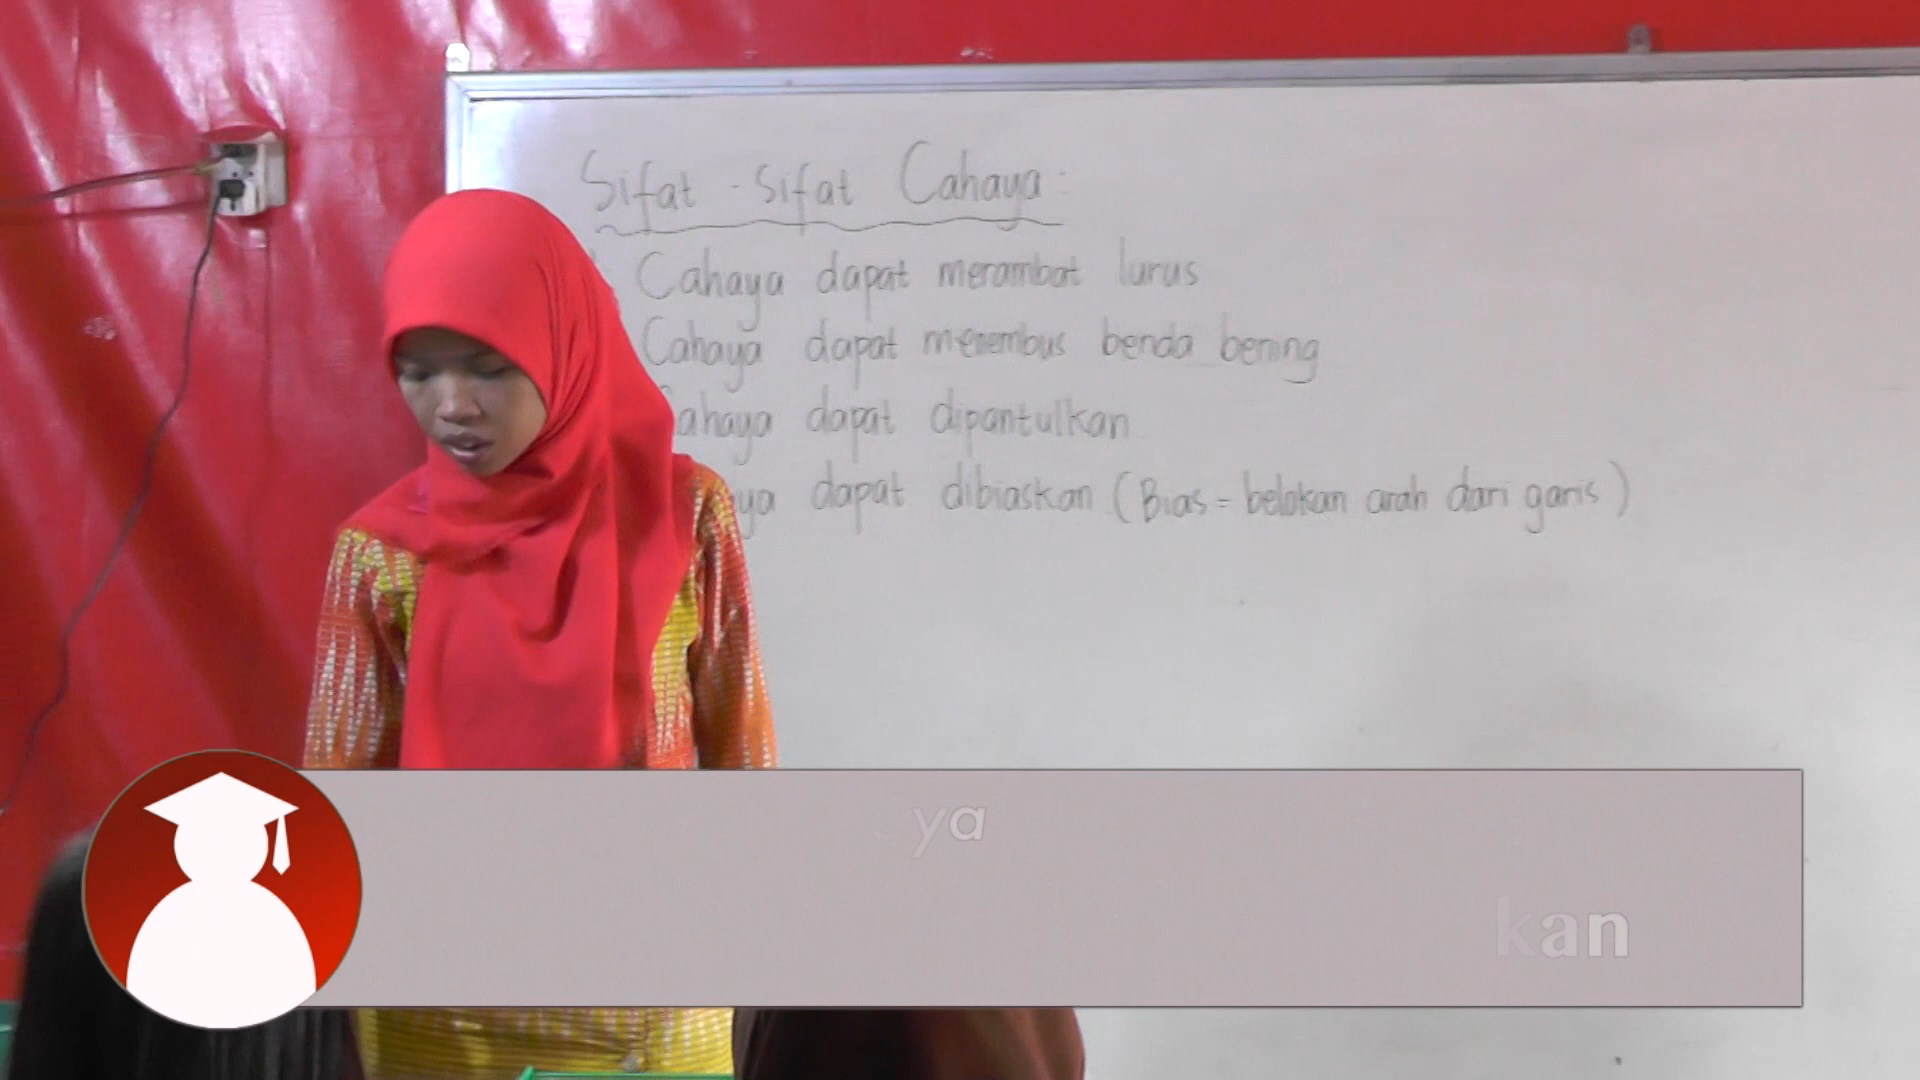 Sifat - Sifat Cahaya :
Cahaya dapat merambat lurus
Cahaya dapat menembus benda bening
Cahaya dapat dipantulkan
ya dapat dibiaskan (Bias = belokan arah dari garis)
ya
kan